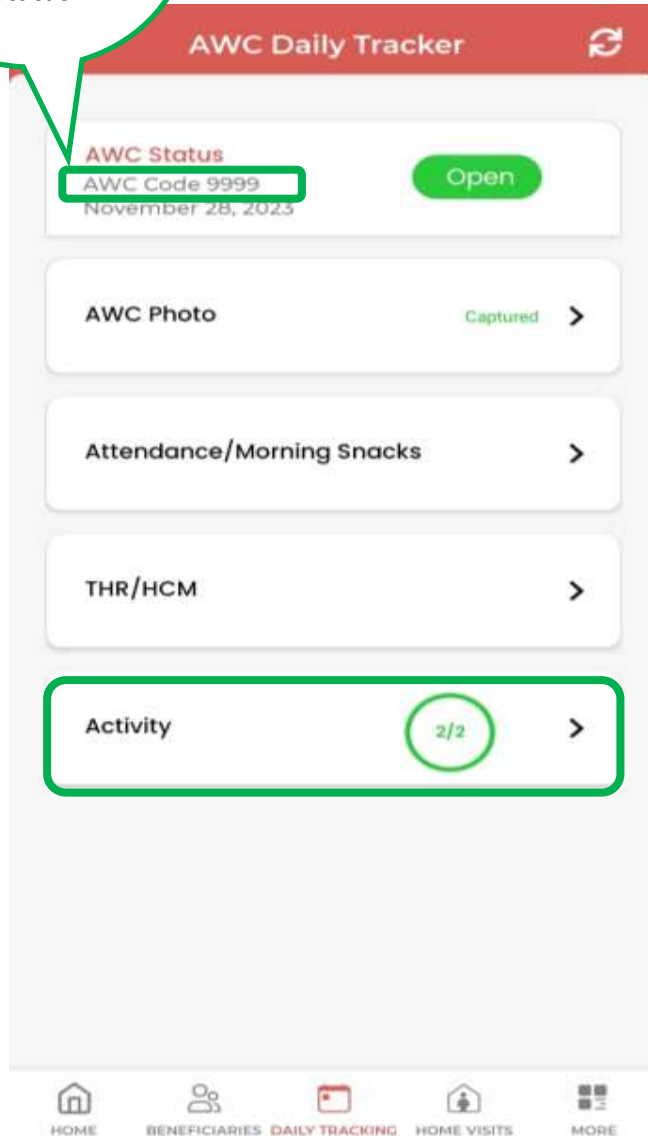 AWC Daily Tracker
AWC Status
AWC Code 9999
Open
November 28, 2023
AWC Photo
Captured
Attendance/Morning Snacks
THR/HCM
Activity
2/2
HOME
BENEFICIARIES
DAILY TRACKING
HOME VISITS
MORE